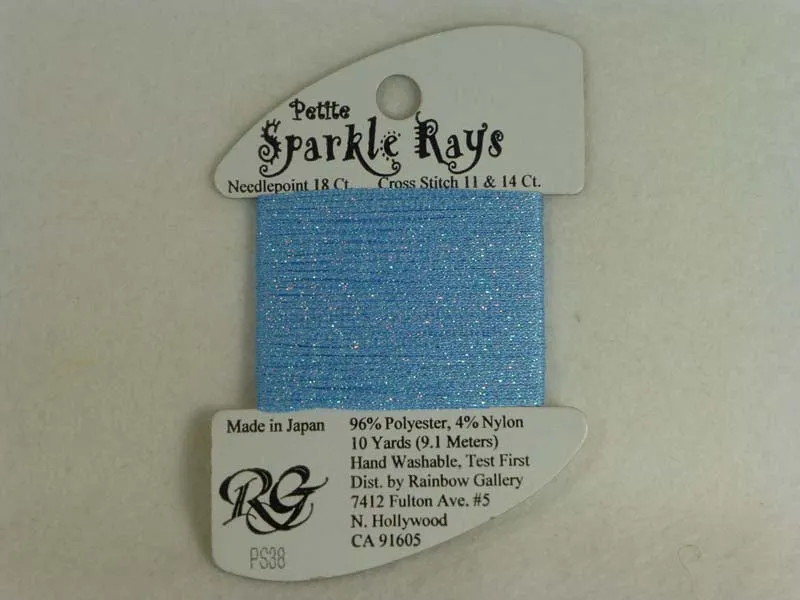 Petite
Sparkle Rays
Needlepoint 18 Ct. Cross Stitch 11 & 14 Ct.
Made in Japan
RG
PS38
96% Polyester, 4% Nylon
10 Yards (9.1 Meters)
Hand Washable, Test First
Dist. by Rainbow Gallery
7412 Fulton Ave. #5
N. Hollywood
CA 91605